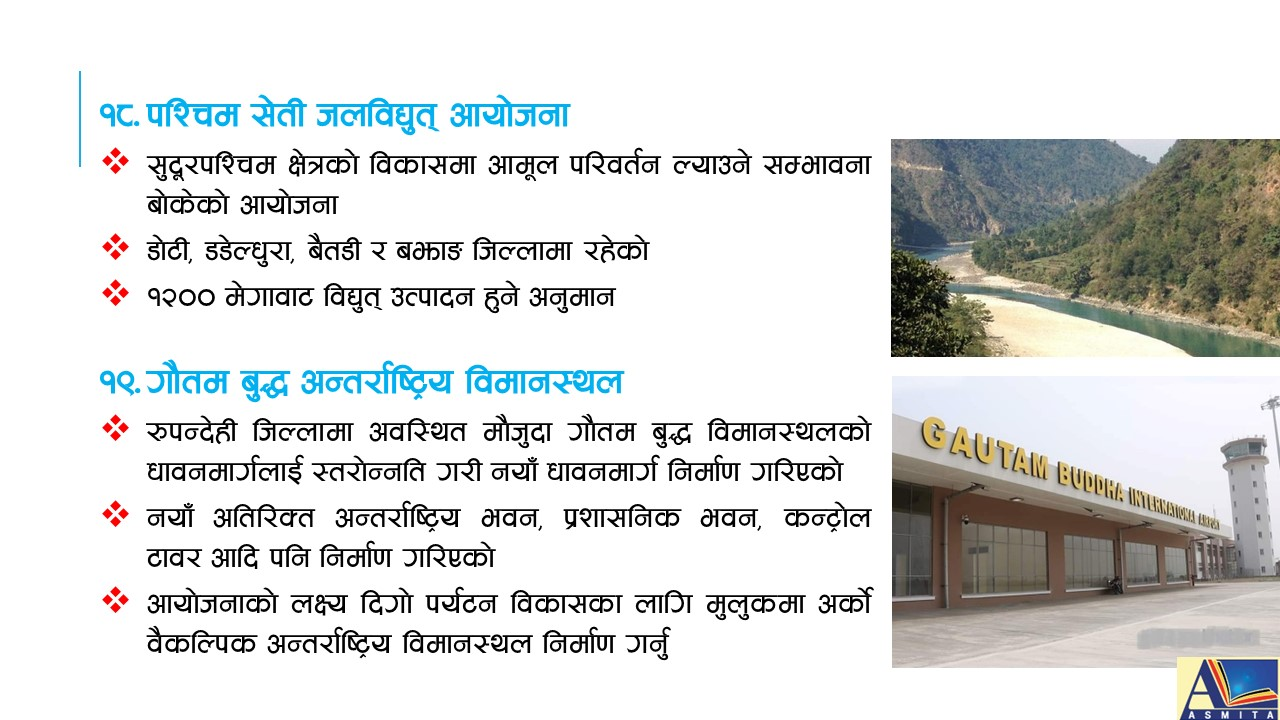 १८. पश्चिम सेती जलविद्युत् आयोजना
❖ सुदूरपश्चिम क्षेत्रको विकासमा आमूल परिवर्तन ल्याउने सम्भावना
बोकेको आयोजना
❖ डोटी, डडेल्धुरा, बैतडी र बझाङ जिल्लामा रहेको
❖ १२०० मेगावाट विद्युत् उत्पादन हुने अनुमान
१९. गौतम बुद्ध अन्तर्राष्ट्रिय विमानस्थल
❖ रुपन्देही जिल्लामा अवस्थित मौजुदा गौतम बुद्ध विमानस्थलको
धावनमार्गलाई स्तरोन्नति गरी नयाँ धावनमार्ग निर्माण गरिएको
❖ नयाँ अतिरिक्त अन्तर्राष्ट्रिय भवन, प्रशासनिक भवन, कन्ट्रोल
टावर आदि पनि निर्माण गरिएको
❖ आयोजनाको लक्ष्य दिगो पर्यटन विकासका लागि मुलुकमा अर्को
वैकल्पिक अन्तर्राष्ट्रिय विमानस्थल निर्माण गर्नु
GAUTAM BUDDHA INTERNATIONAL AIRPORT
ASMITA